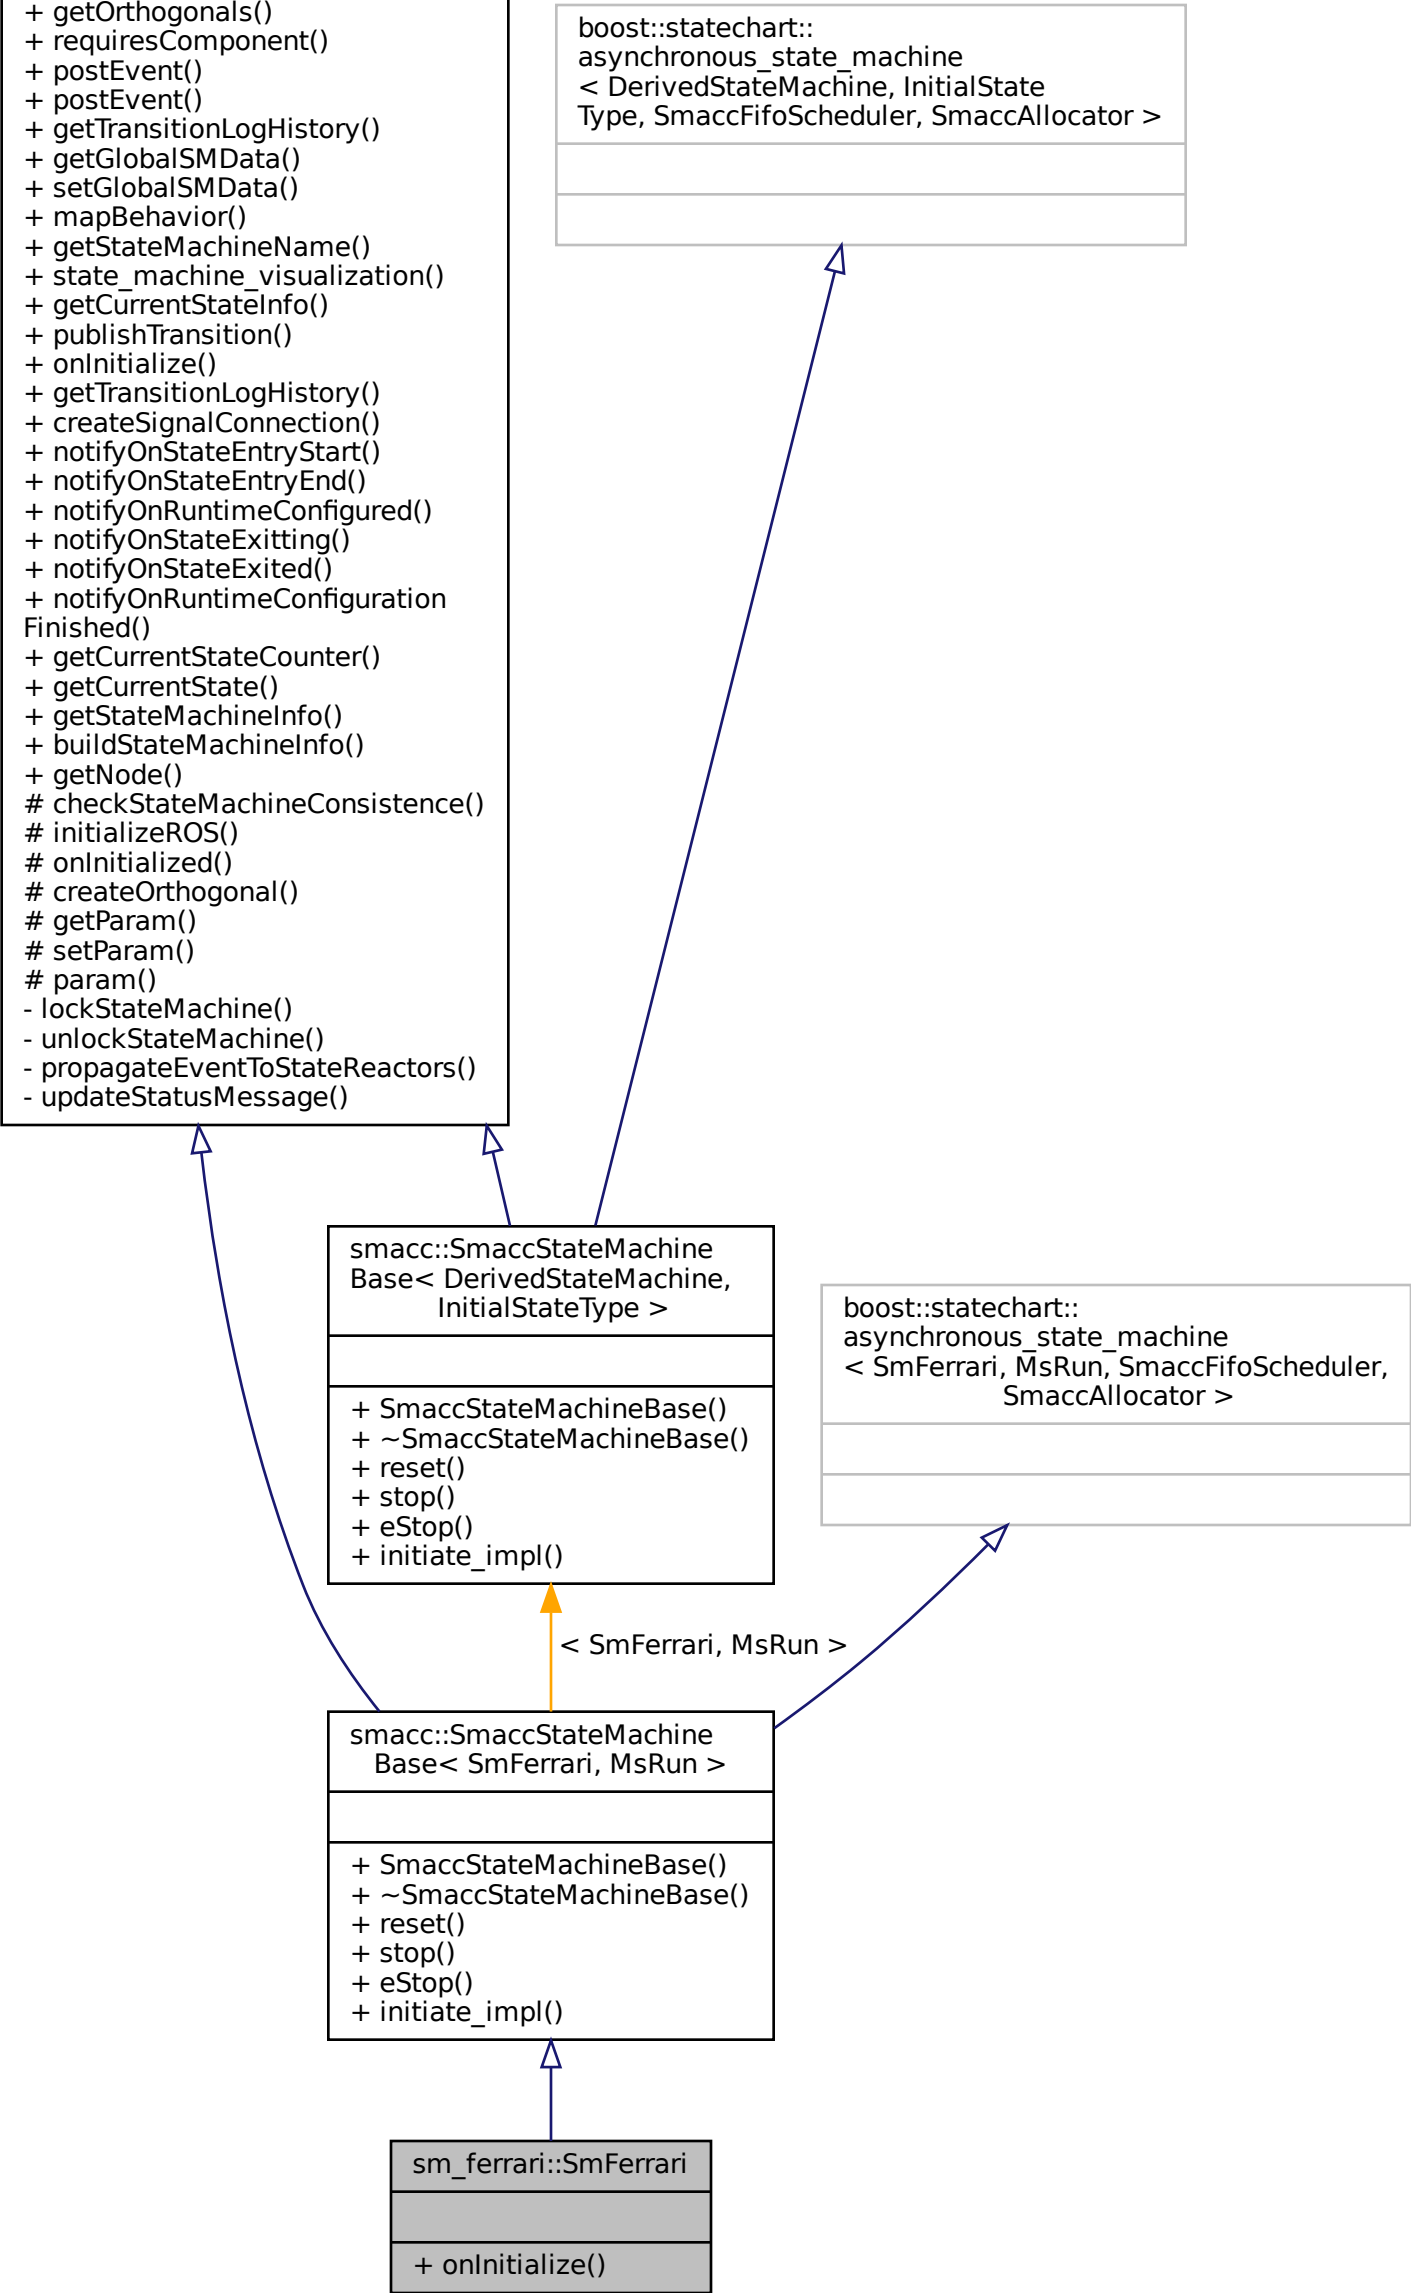 + getOrthogonals()
+ requiresComponent()
+ postEvent()
+ postEvent()
+ getTransitionLogHistory()
+ getGlobalSMData()
+ setGlobalSMData()
+ mapBehavior()
+ getStateMachineName()
+ state_machine_visualization()
+ getCurrentStateInfo()
+ publishTransition()
+ onInitialize()
+ getTransitionLogHistory()
+ createSignalConnection()
+ notifyOnStateEntryStart()
+ notifyOnStateEntryEnd()
+ notifyOnRuntimeConfigured()
+ notifyOnStateExitting()
+ notifyOnStateExited()
+ notifyOnRuntimeConfiguration
Finished()
+ getCurrentStateCounter()
+ getCurrentState()
+ getStateMachineInfo()
+ buildStateMachineInfo()
+ getNode()
# checkStateMachineConsistence()
# initializeROS()
# onInitialized()
# createOrthogonal()
# getParam()
# setParam()
# param()
- lockStateMachine()
- unlockStateMachine()
- propagateEventToStateReactors()
- updateStatusMessage()
boost::statechart::
asynchronous_state_machine
< DerivedStateMachine, InitialState
Type, SmaccFifoScheduler, SmaccAllocator >
smacc::SmaccStateMachine
Base< DerivedStateMachine,
InitialStateType >
+ SmaccStateMachineBase()
+ ~SmaccStateMachineBase()
+ reset()
+ stop()
+ eStop()
+ initiate_impl()
boost::statechart::
asynchronous_state_machine
< SmFerrari, MsRun, SmaccFifoScheduler,
SmaccAllocator >
< SmFerrari, MsRun >
smacc::SmaccStateMachine
Base< SmFerrari, MsRun >
+ SmaccStateMachineBase()
+ ~SmaccStateMachineBase()
+ reset()
+ stop()
+ eStop()
+ initiate_impl()
sm_ferrari::SmFerrari
+ onInitialize()